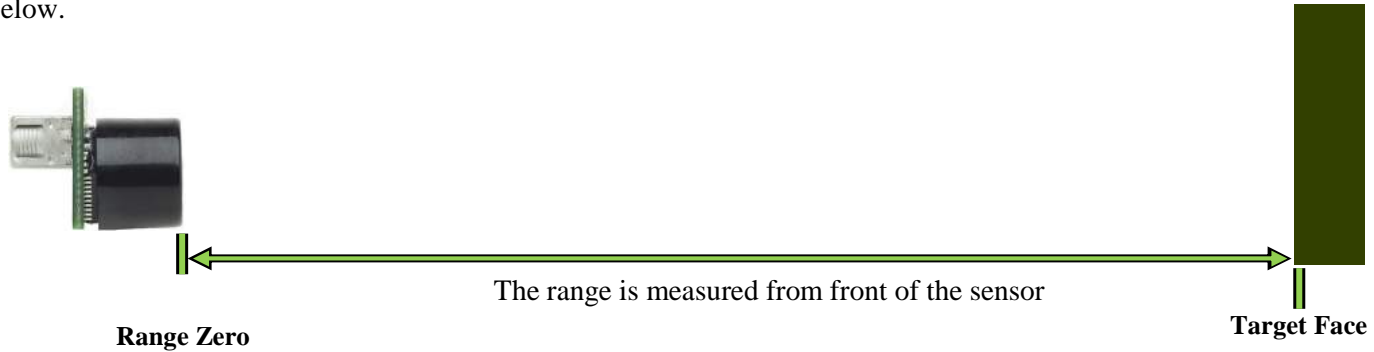 elow.
The range is measured from front of the sensor
Range Zero
Target Face